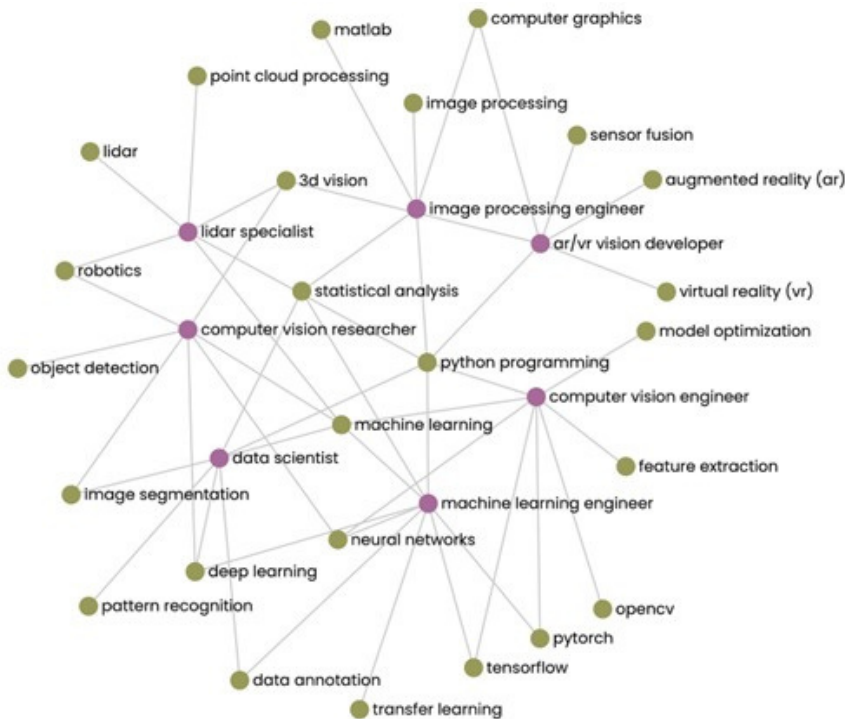 computer graphics
matlab
point cloud processing
image processing
sensor fusion
lidar
3d vision
augmented reality (ar)
image processing engineer
lidar specialist
ar/vr vision developer
robotics
statistical analysis
virtual reality (vr)
computer vision researcher
model optimization
object detection
python programming
computer vision engineer
machine learning
data scientist
feature extraction
image segmentation
machine learning engineer
neural networks
deep learning
pattern recognition
opencv
pytorch
tensorflow
data annotation
transfer learning